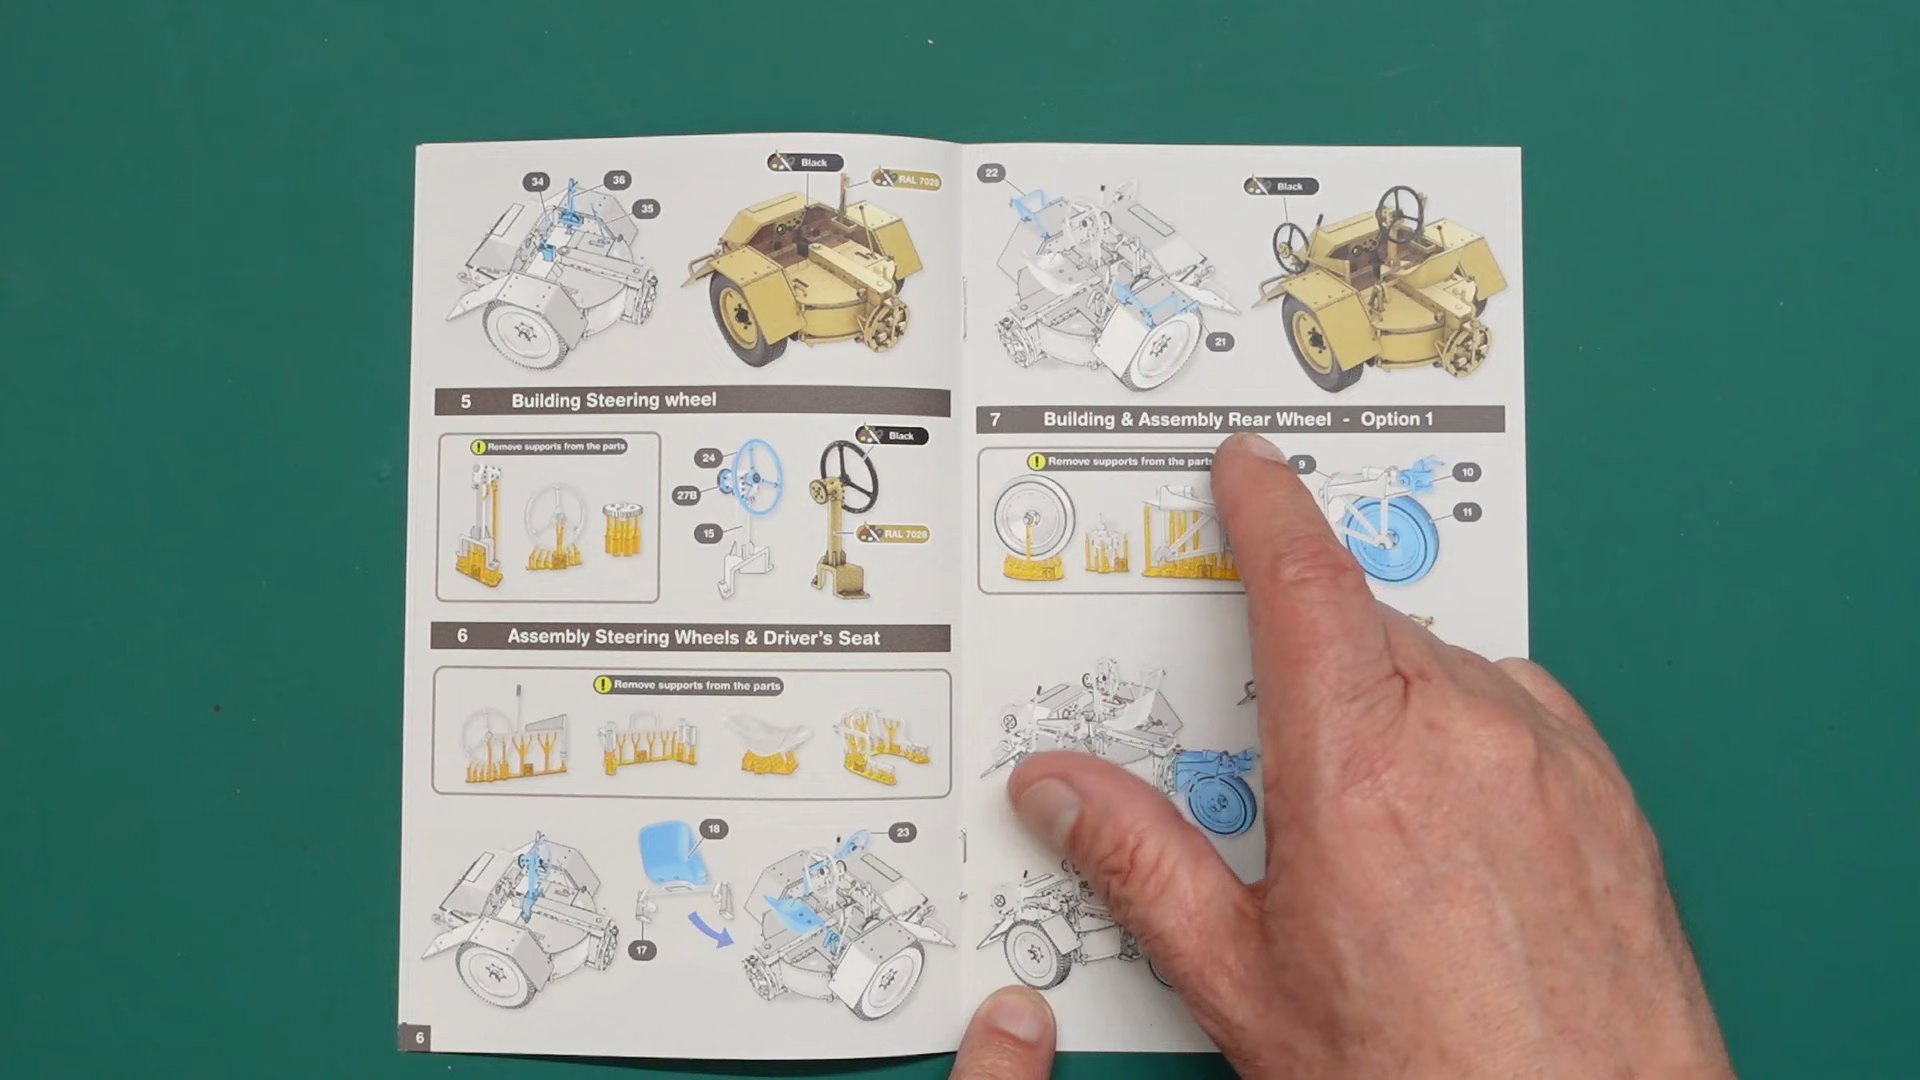 34
36
35
Black
RAL 7028
5 Building Steering wheel
! Remove supports from the parts
24
27B
15
Black
RAL 7028
6 Assembly Steering Wheels & Driver's Seat
! Remove supports from the parts
18
17
23
6
22
21
Black
7 Building & Assembly Rear Wheel - Option 1
! Remove supports from the parts
9
10
11